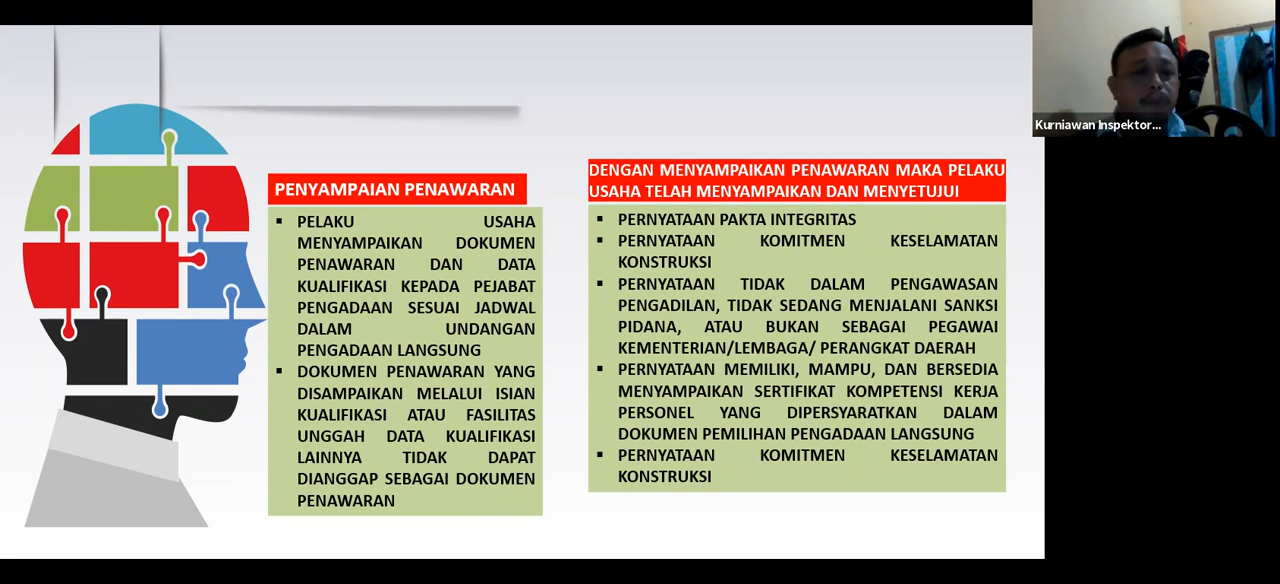 PENYAMPAIAN PENAWARAN
▪ PELAKU USAHA
MENYAMPAIKAN DOKUMEN
PENAWARAN DAN DATA
KUALIFIKASI KEPADA PEJABAT
PENGADAAN SESUAI JADWAL
DALAM UNDANGAN
PENGADAAN LANGSUNG
▪ DOKUMEN PENAWARAN YANG
DISAMPAIKAN MELALUI ISIAN
KUALIFIKASI ATAU FASILITAS
UNGGAH DATA KUALIFIKASI
LAINNYA TIDAK DAPAT
DIANGGAP SEBAGAI DOKUMEN
PENAWARAN
DENGAN MENYAMPAIKAN PENAWARAN MAKA PELAKU
USAHA TELAH MENYAMPAIKAN DAN MENYETUJUI
▪ PERNYATAAN PAKTA INTEGRITAS
▪ PERNYATAAN KOMITMEN KESELAMATAN
KONSTRUKSI
▪ PERNYATAAN TIDAK DALAM PENGAWASAN
PENGADILAN, TIDAK SEDANG MENJALANI SANKSI
PIDANA, ATAU BUKAN SEBAGAI PEGAWAI
KEMENTERIAN/LEMBAGA/ PERANGKAT DAERAH
▪ PERNYATAAN MEMILIKI, MAMPU, DAN BERSEDIA
MENYAMPAIKAN SERTIFIKAT KOMPETENSI KERJA
PERSONEL YANG DIPERSYARATKAN DALAM
DOKUMEN PEMILIHAN PENGADAAN LANGSUNG
▪ PERNYATAAN KOMITMEN KESELAMATAN
KONSTRUKSI
Kurniawan Inspektor...